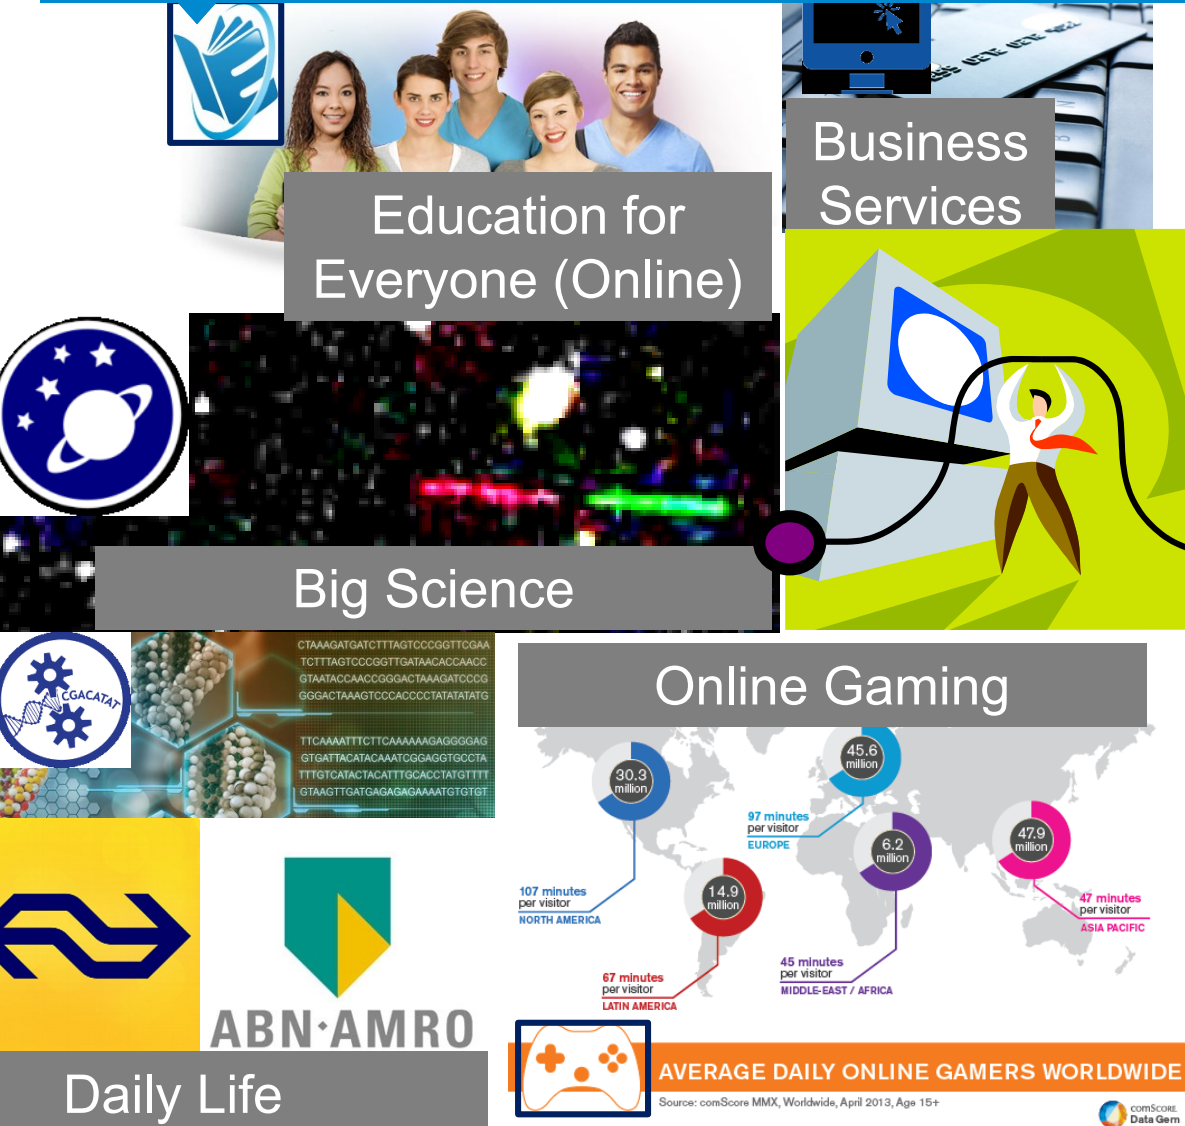 Business
Services
Education for
Everyone (Online)
Big Science
CTAAAGATGATCTTTAGTCCCGGTTCGAA
TCTTTAGTCCCGGTTGATAACACCAACC
GTAATACCAACCGGGACTAAAGATCCCG
GGGACTAAAGTCCCACCCCTATATATATG
CGACATAT
TTCAAAATTTCTTCAAAAAAGAGGGGAG
GTGATTACATACAAATCGGAGGTGCCTA
TTTGTCATACTACATTTGCACCTATGTTTT
GTAAGTTGATGAGAGAGAAAATGTGTGT
Online Gaming
45.6
million
30.3
million
97 minutes
per visitor
EUROPE
6.2
million
47.9
million
107 minutes
per visitor
NORTH AMERICA
14.9
million
47 minutes
per visitor
ASIA PACIFIC
45 minutes
per visitor
MIDDLE-EAST / AFRICA
67 minutes
per visitor
LATIN AMERICA
ABN·AMRO
Daily Life
AVERAGE DAILY ONLINE GAMERS WORLDWIDE
Source: comScore MMX, Worldwide, April 2013, Age 15+
COMSCORE
Data Gem